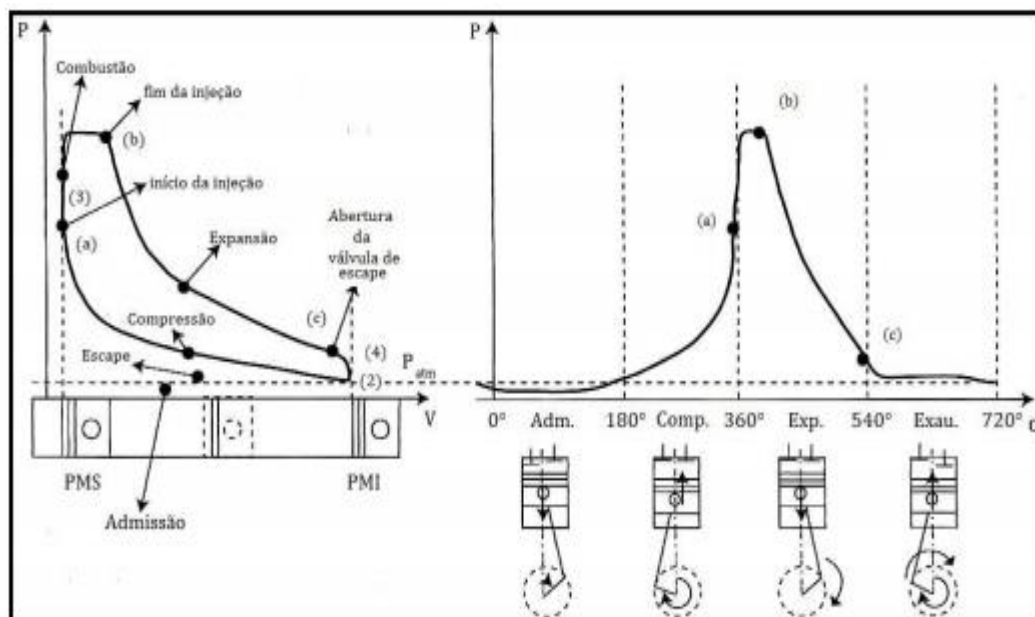 P
Combustão
fim da injeção
(b)
(3)
início da injeção
(a)
Expansão
Abertura
da
válvula de
escape
(c)
Compressão
(4)
Escape
P atm
(2)
V
PMS
PMI
Admissão
P
(b)
(a)
(c)
0° Adm. 180° Comp. 360° Exp. 540° Exau. 720°